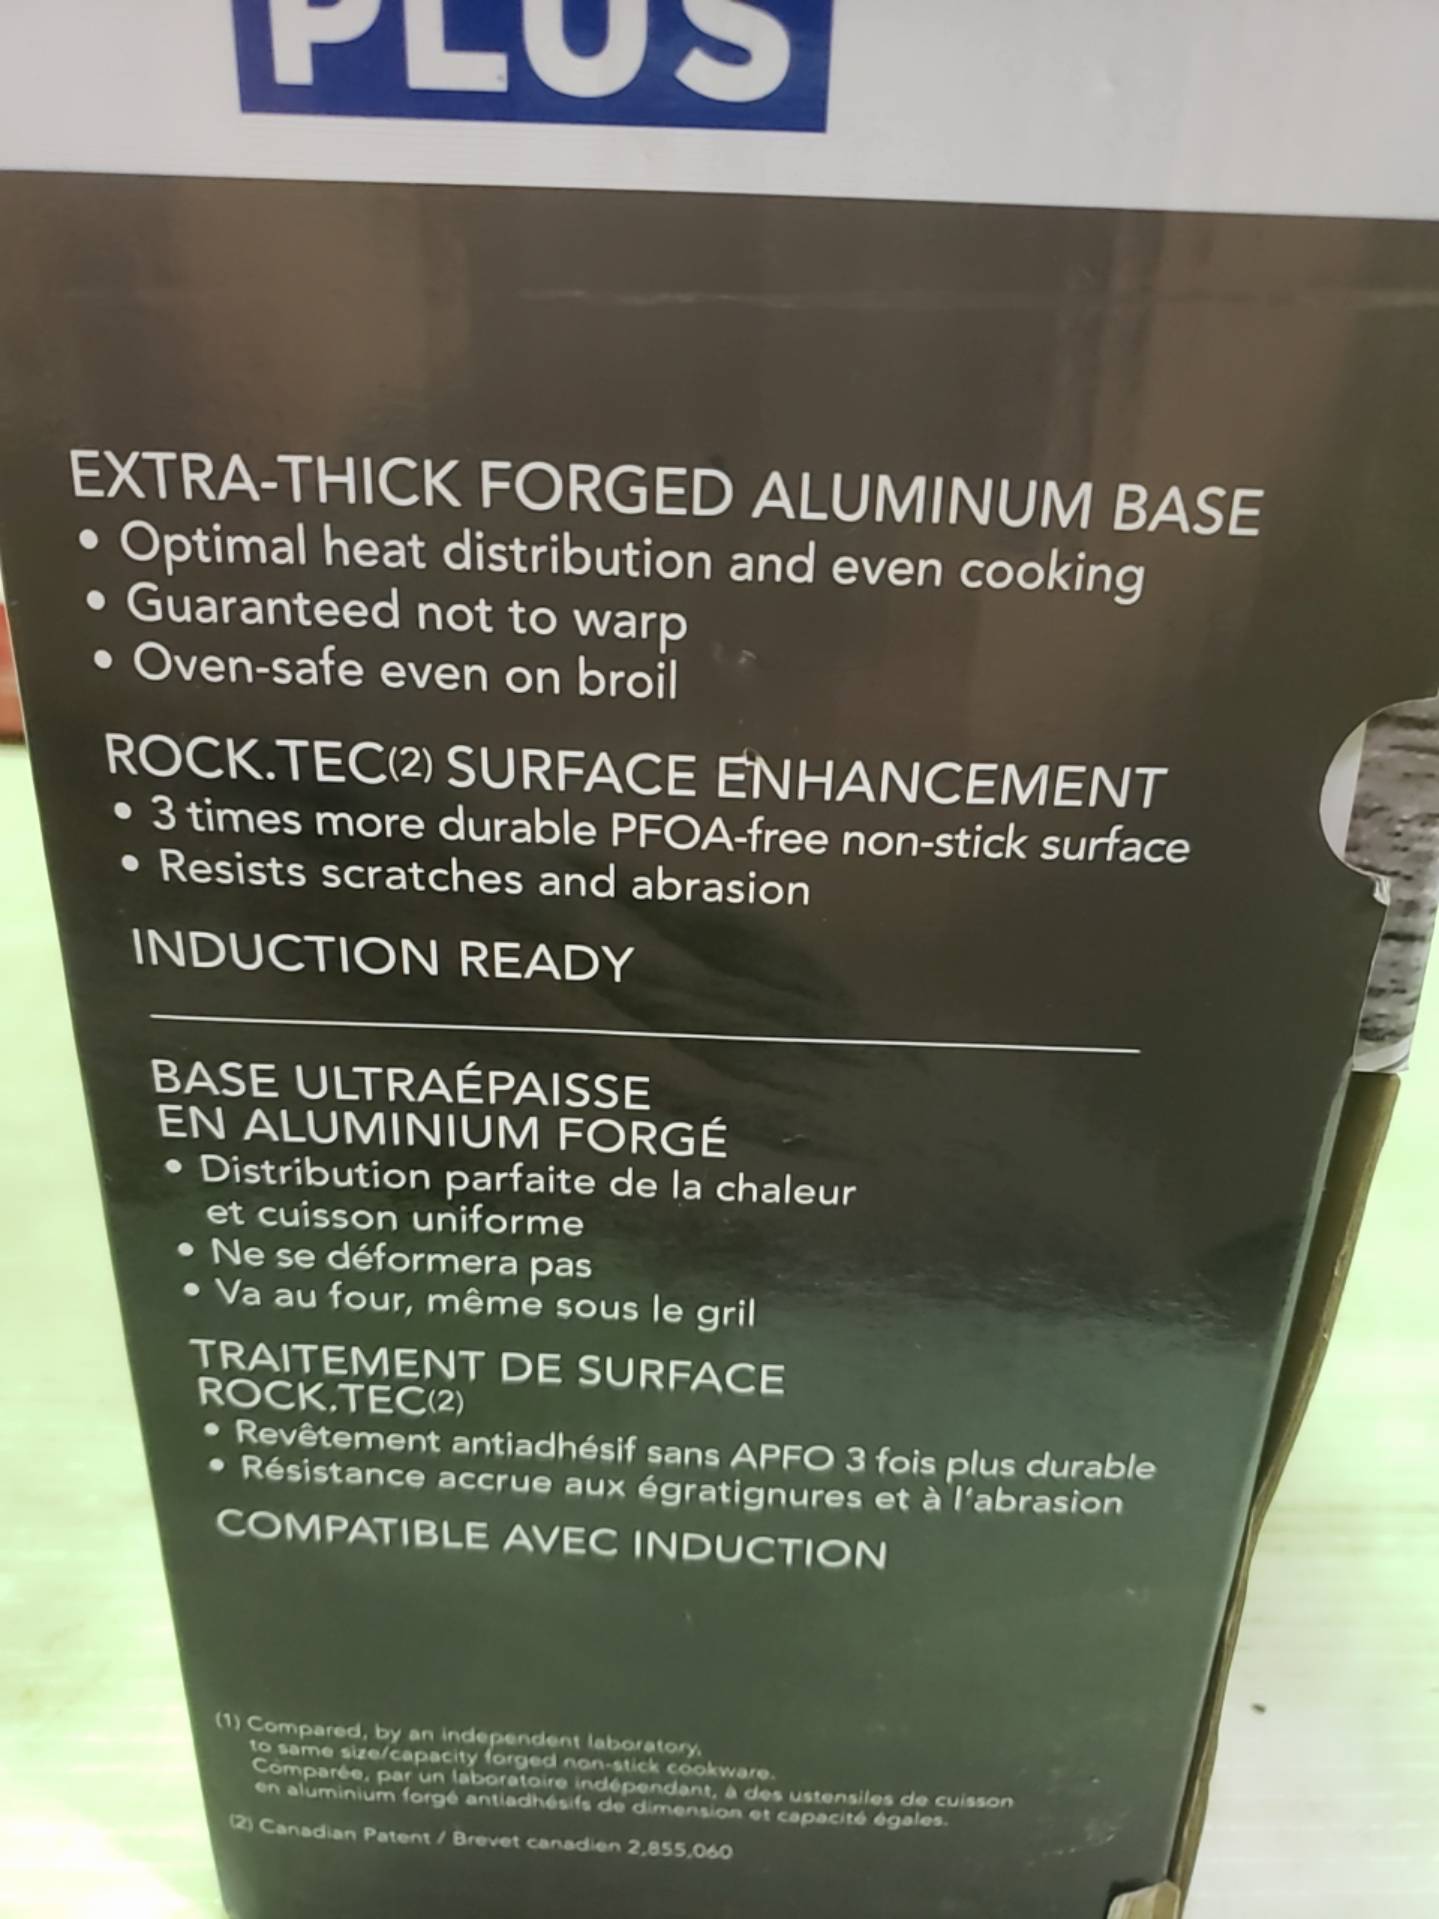 PLUS
EXTRA-THICK FORGED ALUMINUM BASE
• Optimal heat distribution and even cooking
• Guaranteed not to warp
• Oven-safe even on broil
ROCK.TEC(2) SURFACE ENHANCEMENT
• 3 times more durable PFOA-free non-stick surface
• Resists scratches and abrasion
INDUCTION READY
BASE ULTRAÉPAISSE
EN ALUMINIUM FORGÉ
• Distribution parfaite de la chaleur
et cuisson uniforme
• Ne se déformera pas
• Va au four, même sous le gril
TRAITEMENT DE SURFACE
ROCK.TEC(2)
• Revêtement antiadhésif sans APFO 3 fois plus durable
• Résistance accrue aux égratignures et à l'abrasion
COMPATIBLE AVEC INDUCTION
(1) Compared, by an independent laboratory,
to same size/capacity forged non-stick cookware.
Comparée, par un laboratoire indépendant, à des ustensiles de cuisson
en aluminium forgé antiadhésifs de dimension et capacité égales.
(2) Canadian Patent / Brevet canadien 2,855,060